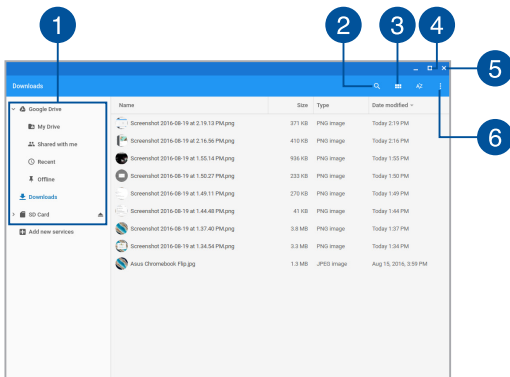 1
2
3
4
5
6
Downloads
Google Drive
My Drive
Shared with me
Recent
Offline
Downloads
SD Card
Add new services
Name Size Type Date modified
Screenshot 2016-08-19 at 2.19.13 PM.png 371 KB PNG image Today 2:19 PM
Screenshot 2016-08-19 at 2.16.56 PM.png 410 KB PNG image Today 2:16 PM
Screenshot 2016-08-19 at 1.55.14 PM.png 936 KB PNG image Today 1:55 PM
Screenshot 2016-08-19 at 1.50.27 PM.png 233 KB PNG image Today 1:50 PM
Screenshot 2016-08-19 at 1.49.11 PM.png 270 KB PNG image Today 1:49 PM
Screenshot 2016-08-19 at 1.44.48 PM.png 41 KB PNG image Today 1:44 PM
Screenshot 2016-08-19 at 1.37.40 PM.png 3.8 MB PNG image Today 1:37 PM
Screenshot 2016-08-19 at 1.34.54 PM.png 3.3 MB PNG image Today 1:34 PM
Asus Chromebook Flip.jpg 1.3 MB JPEG image Aug 15, 2016, 3:59 PM